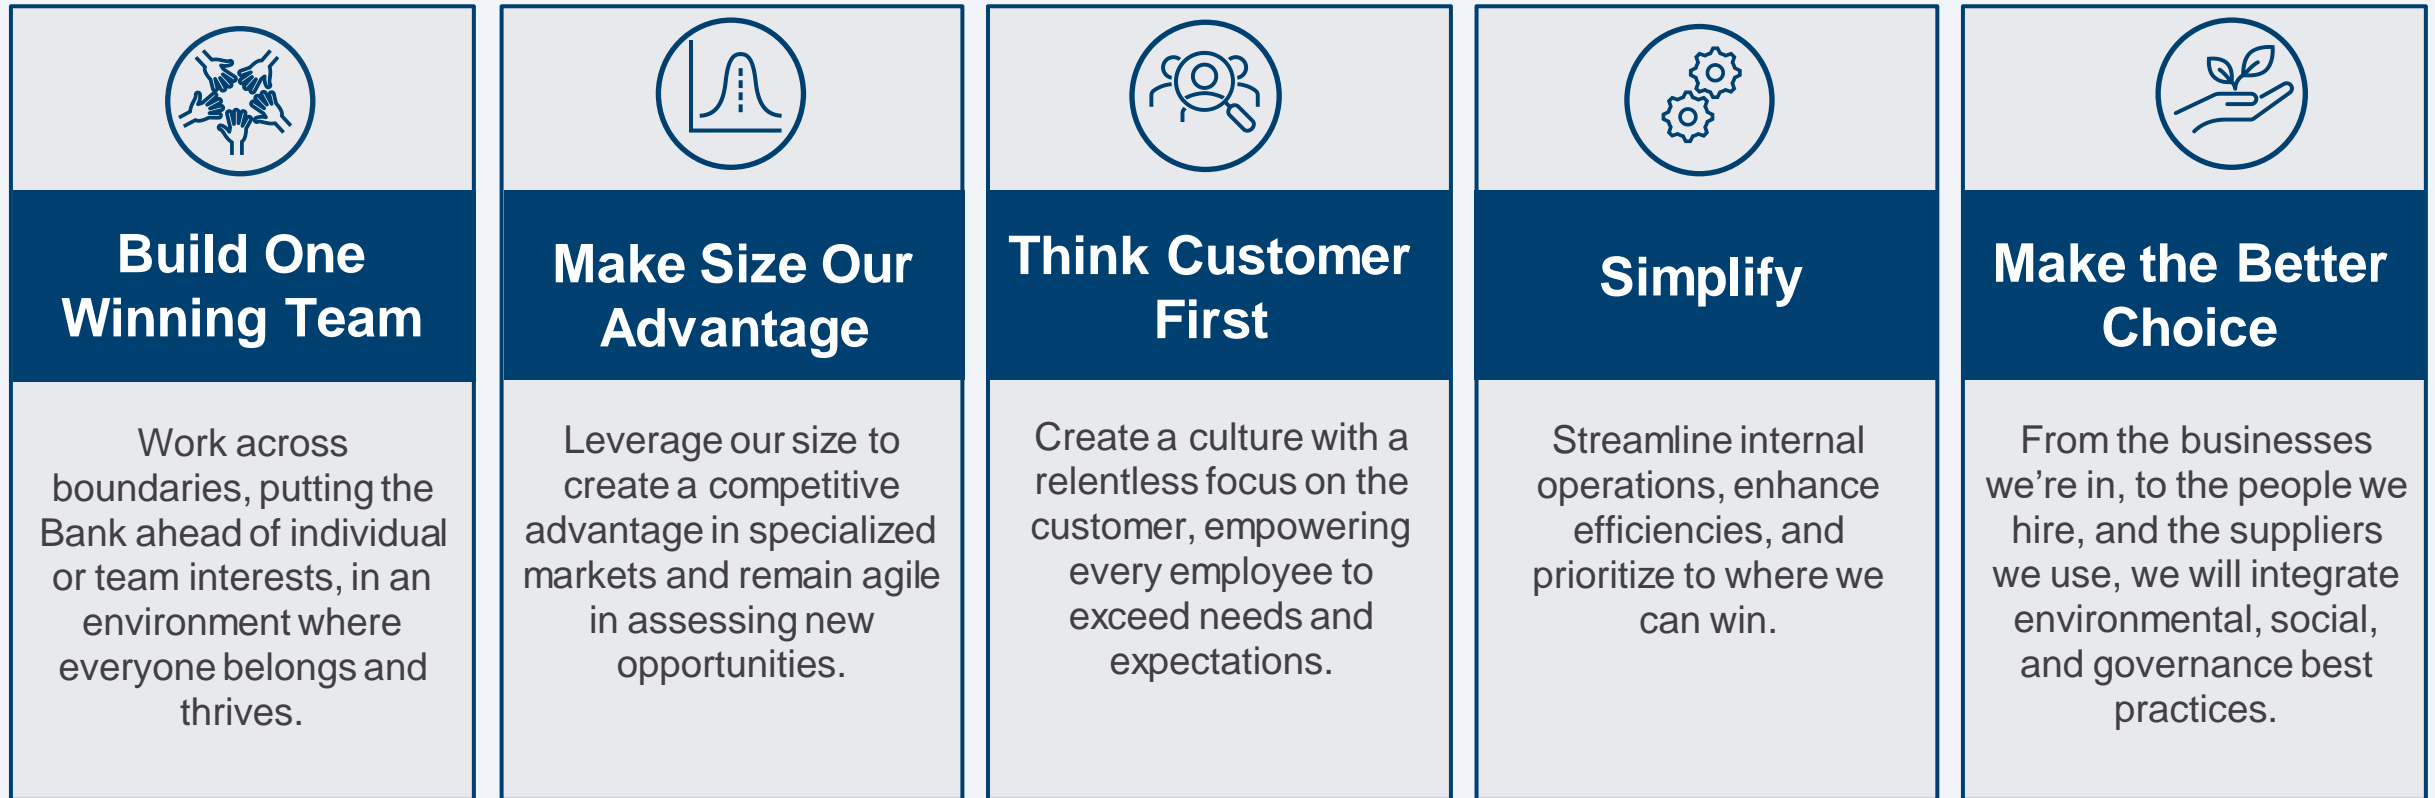 Build One
Winning Team
Work across
boundaries, putting the
Bank ahead of individual
or team interests, in an
environment where
everyone belongs and
thrives.
Make Size Our
Advantage
Leverage our size to
create a competitive
advantage in specialized
markets and remain agile
in assessing new
opportunities.
Think Customer
First
Create a culture with a
relentless focus on the
customer, empowering
every employee to
exceed needs and
expectations.
Simplify
Streamline internal
operations, enhance
efficiencies, and
prioritize to where we
can win.
Make the Better
Choice
From the businesses
we’re in, to the people we
hire, and the suppliers
we use, we will integrate
environmental, social,
and governance best
practices.